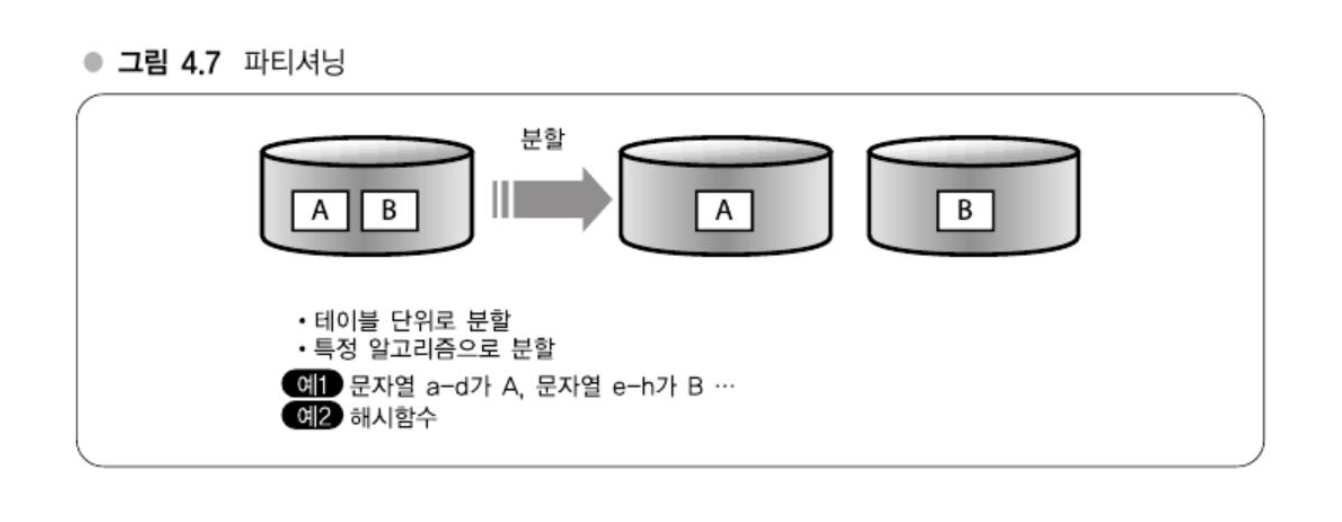 ● 그림 4.7 파티셔닝
분할
A B
A
B
• 테이블 단위로 분할
• 특정 알고리즘으로 분할
예1 문자열 a-d가 A, 문자열 e-h가 B …
예2 해시함수